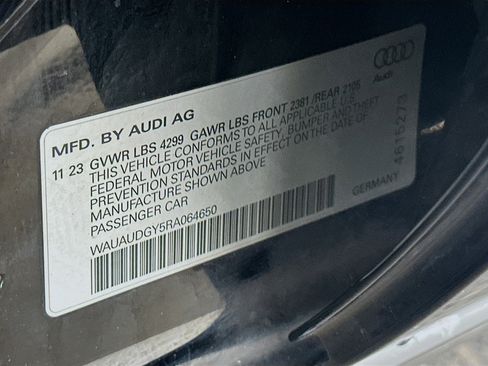 Audi
MFD. BY AUDI AG
11 23 GVWR LBS 4299 GAWR LBS FRONT 2381 /REAR 2105
THIS VEHICLE CONFORMS TO ALL APPLICABLE U.S.
FEDERAL MOTOR VEHICLE SAFETY, BUMPER AND THEFT
PREVENTION STANDARDS IN EFFECT ON THE DATE OF
MANUFACTURE SHOWN ABOVE
PASSENGER CAR
WAUAUDGY5RA064650
GERMANY
4615273